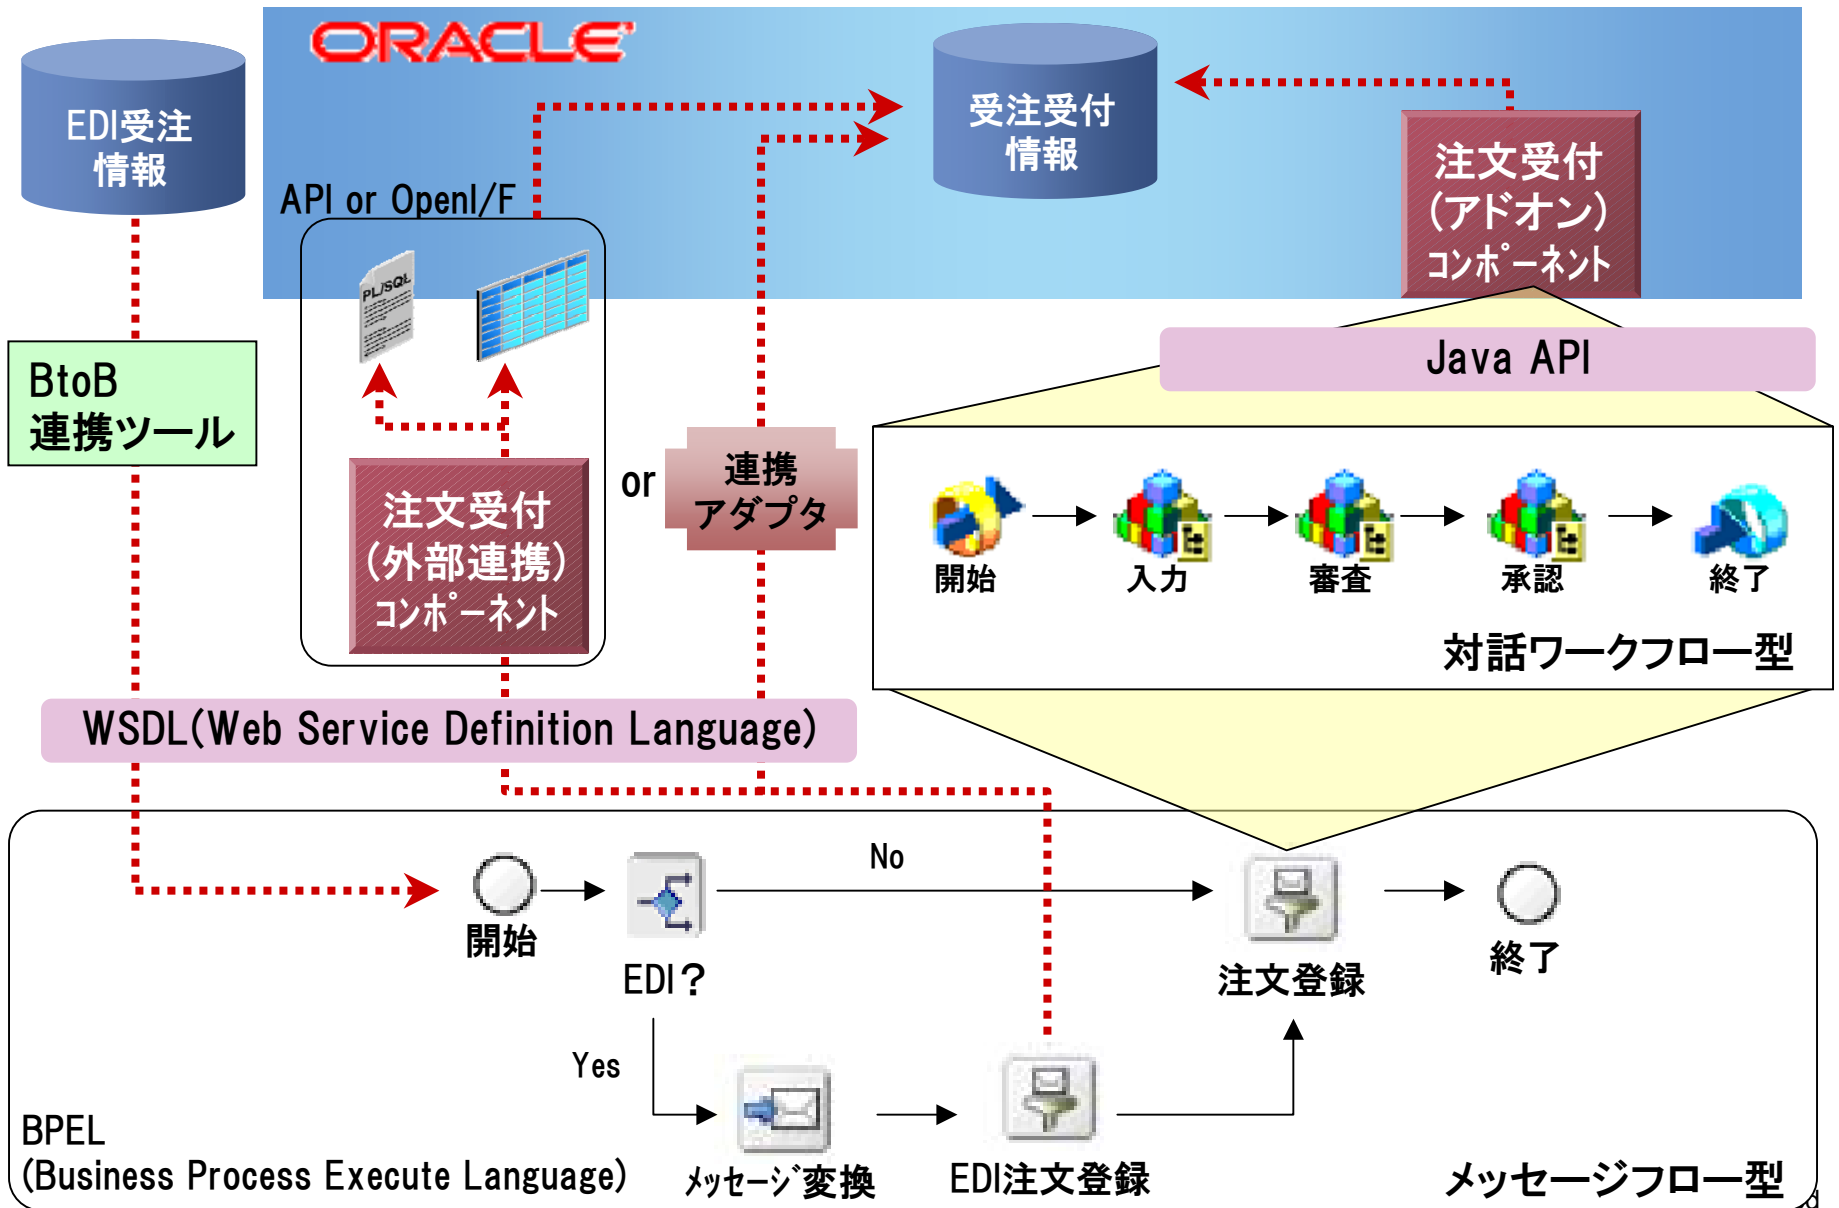 ORACLE
EDI受注
情報
受注受付
情報
注文受付
(アドオン)
コンポーネント
API or OpenI/F
PL/SQL
Java API
BtoB
連携ツール
注文受付
(外部連携)
コンポーネント
or
連携
アダプタ
開始
入力
審査
承認
終了
対話ワークフロー型
WSDL(Web Service Definition Language)
No
開始
EDI?
注文登録
終了
Yes
BPEL
(Business Process Execute Language)
メッセージ変換
EDI注文登録
メッセージフロー型